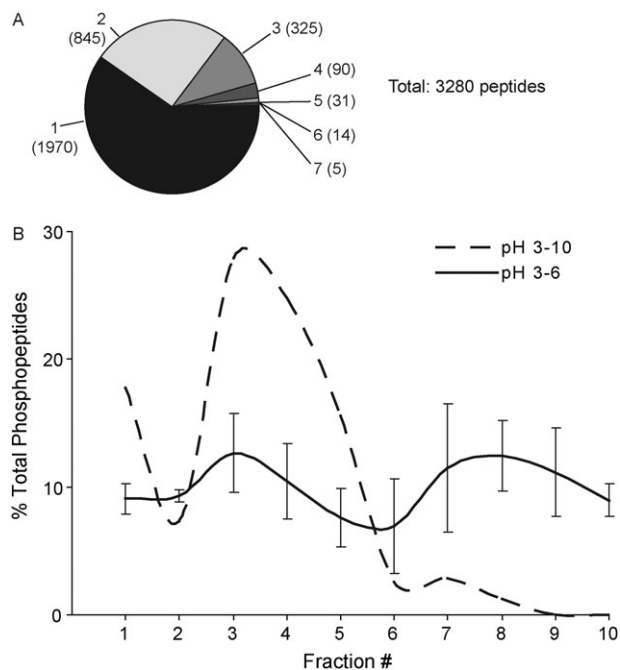 A
2
(845)
3 (325)
4 (90)
5 (31)
6 (14)
7 (5)
1
(1970)
Total: 3280 peptides
B
30
20
10
0
% Total Phosphopeptides
pH 3-10
pH 3-6
1 2 3 4 5 6 7 8 9 10
Fraction #